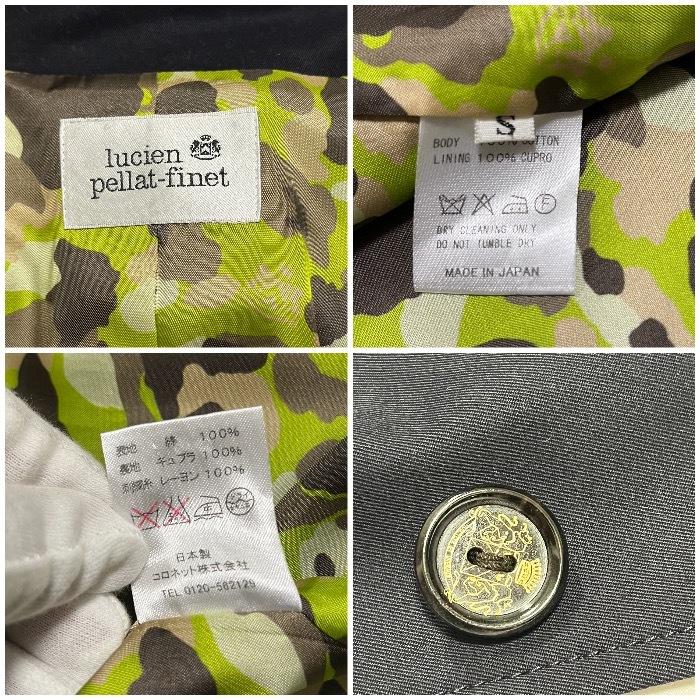 lucien
pellat-finet
S
BODY 100% COTTON
LINING 100% CUPRO
F
DRY CLEANING ONLY
DO NOT TUMBLE DRY
MADE IN JAPAN
表地 綿 100%
裏地 キュプラ 100%
刺繍糸 レーヨン 100%
日本製
コロネット株式会社
TEL 0120-582129